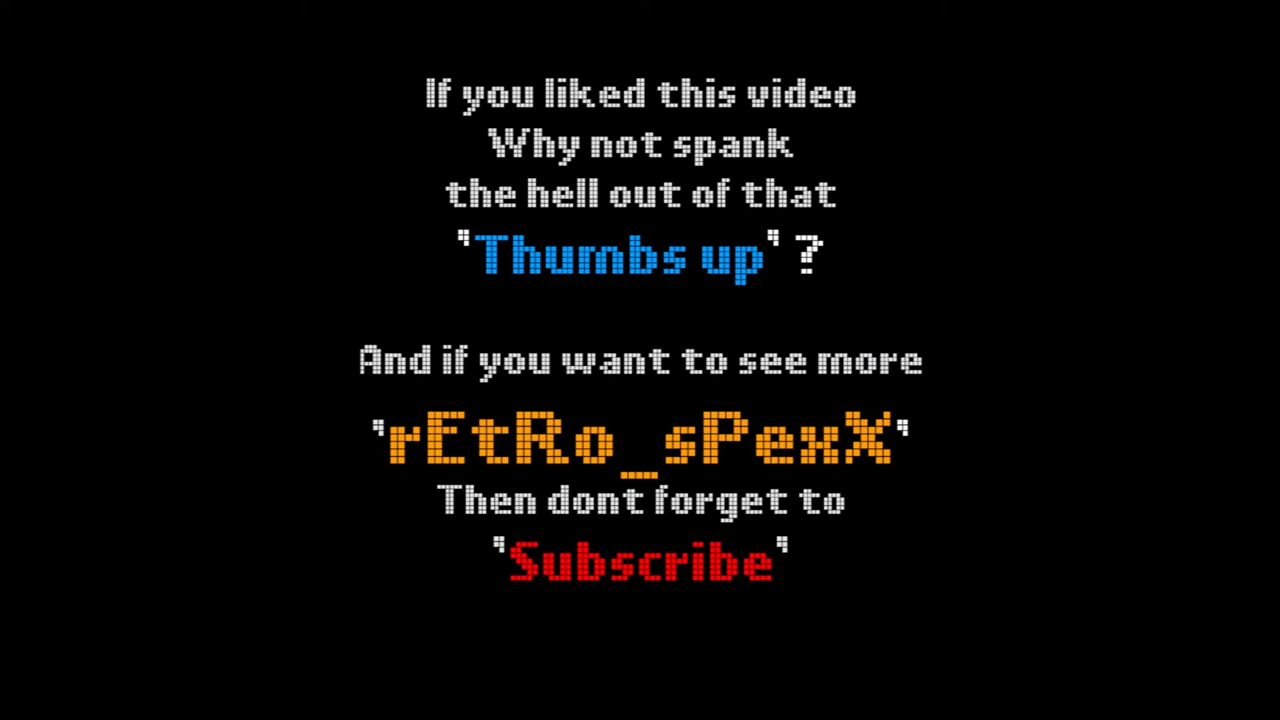 If you liked this video
Why not spank
the hell out of that
'Thumbs up' ?
And if you want to see more
'rEtRo_sPexX'
Then dont forget to
'Subscribe'